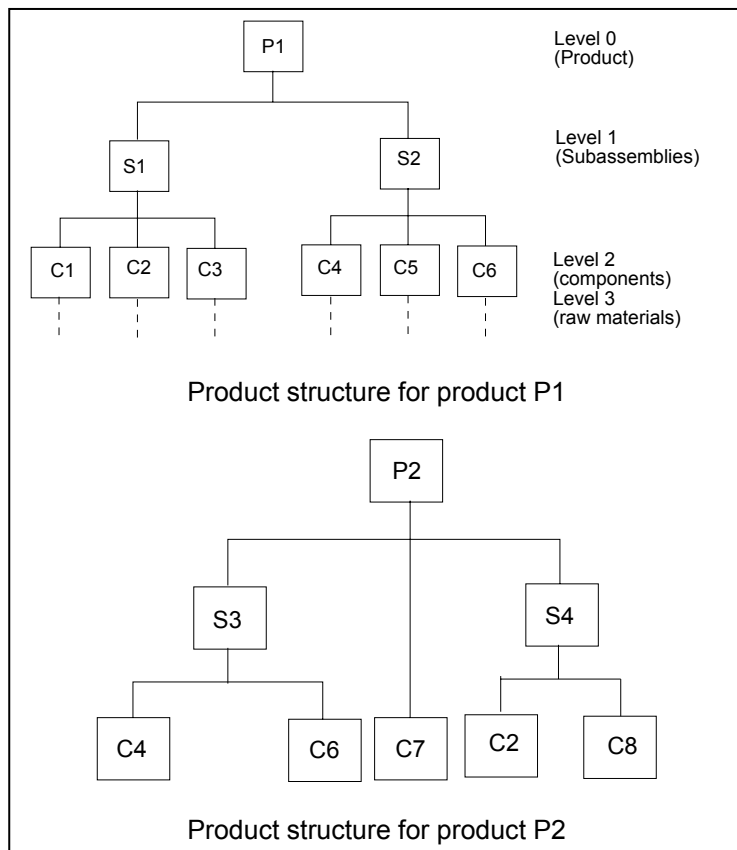 P1
Level 0
(Product)
S1
S2
Level 1
(Subassemblies)
C1
C2
C3
C4
C5
C6
Level 2
(components)
Level 3
(raw materials)
Product structure for product P1
P2
S3
S4
C4
C6
C7
C2
C8
Product structure for product P2